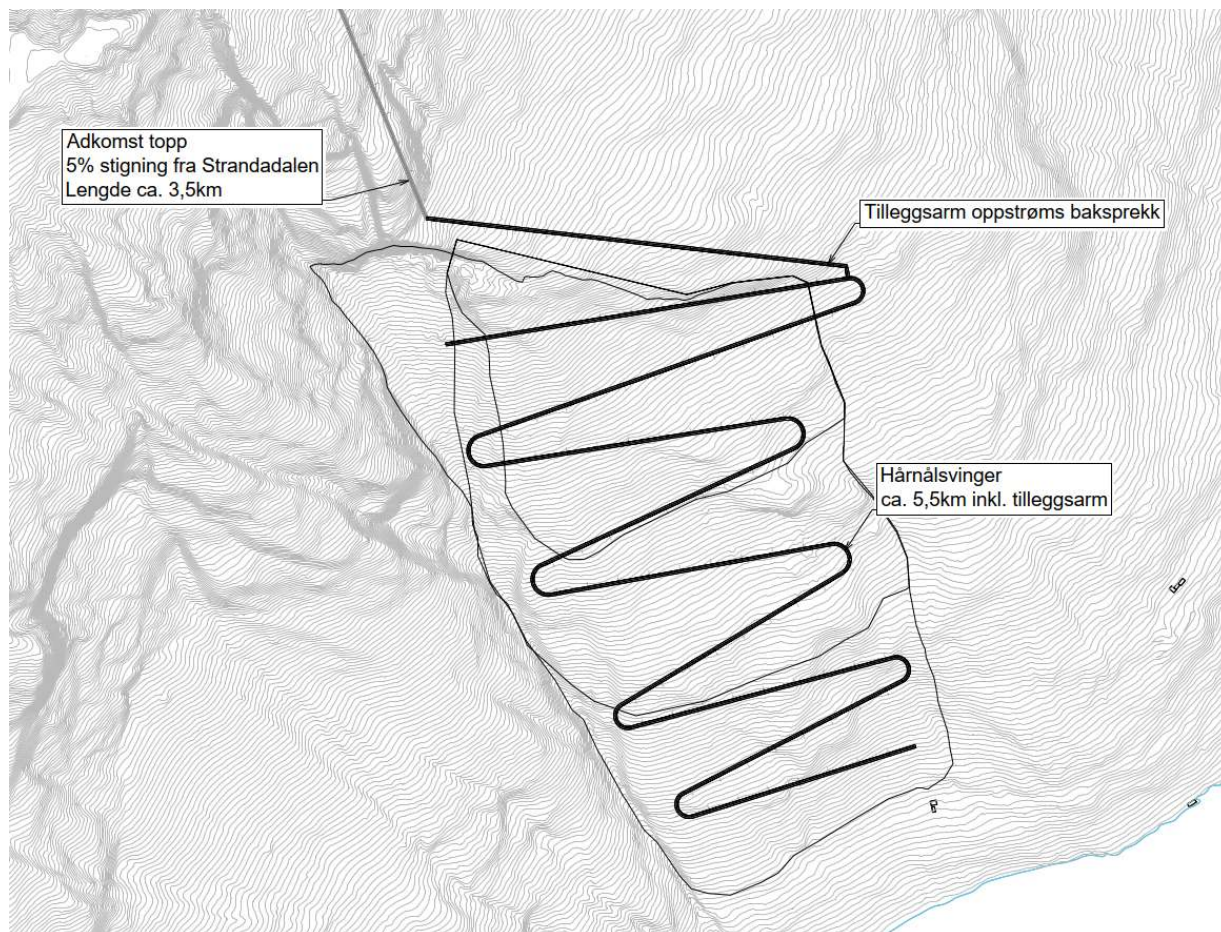 Adkomst topp
5% stigning fra Strandadalen
Lengde ca. 3,5km
Tilleggsarm oppstrøms baksprekk
Hårnålsvinger
ca. 5,5km inkl. tilleggsarm